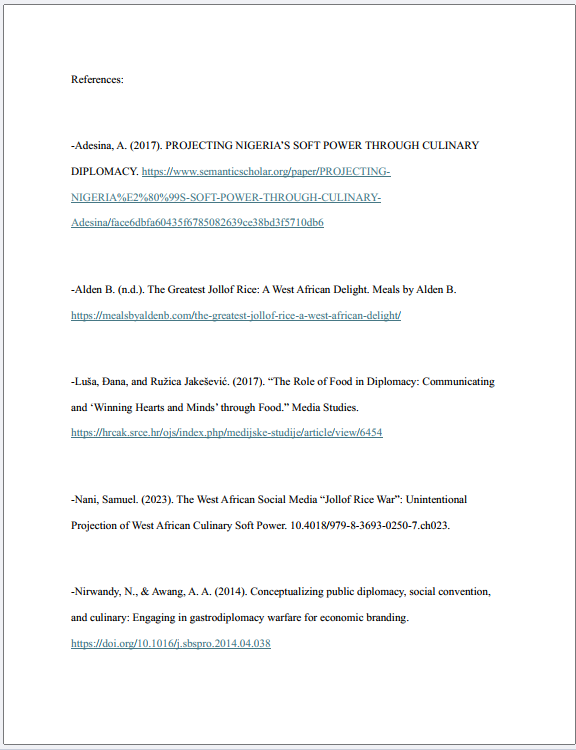 References:
-Adesina, A. (2017). PROJECTING NIGERIA’S SOFT POWER THROUGH CULINARY
DIPLOMACY. https://www.semanticscholar.org/paper/PROJECTING-
NIGERIA%E2%80%99S-SOFT-POWER-THROUGH-CULINARY-
Adesina/face6dbfa60435f6785082639ce38bd3f5710db6
-Alden B. (n.d.). The Greatest Jollof Rice: A West African Delight. Meals by Alden B.
https://mealsbyaldenb.com/the-greatest-jollof-rice-a-west-african-delight/
-Luša, Đana, and Ružica Jakešević. (2017). “The Role of Food in Diplomacy: Communicating
and ‘Winning Hearts and Minds’ through Food.” Media Studies.
https://hrcak.srce.hr/ojs/index.php/medijske-studije/article/view/6454
-Nani, Samuel. (2023). The West African Social Media “Jollof Rice War”: Unintentional
Projection of West African Culinary Soft Power. 10.4018/979-8-3693-0250-7.ch023.
-Nirwandy, N., & Awang, A. A. (2014). Conceptualizing public diplomacy, social convention,
and culinary: Engaging in gastrodiplomacy warfare for economic branding.
https://doi.org/10.1016/j.sbspro.2014.04.038